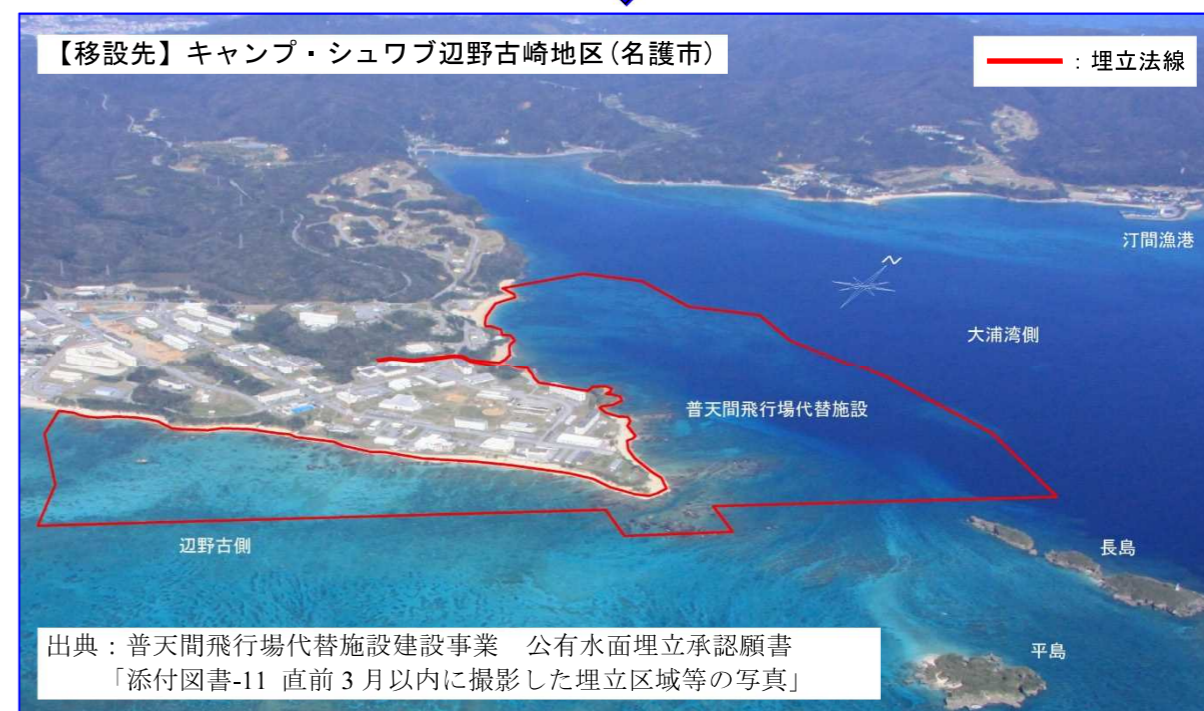 【移設先】キャンプ・シュワブ辺野古崎地区(名護市)
：埋立法線
汀間漁港
N
大浦湾側
普天間飛行場代替施設
辺野古側
長島
平島
出典：普天間飛行場代替施設建設事業　公有水面埋立承認願書
「添付図書-11 直前3月以内に撮影した埋立区域等の写真」